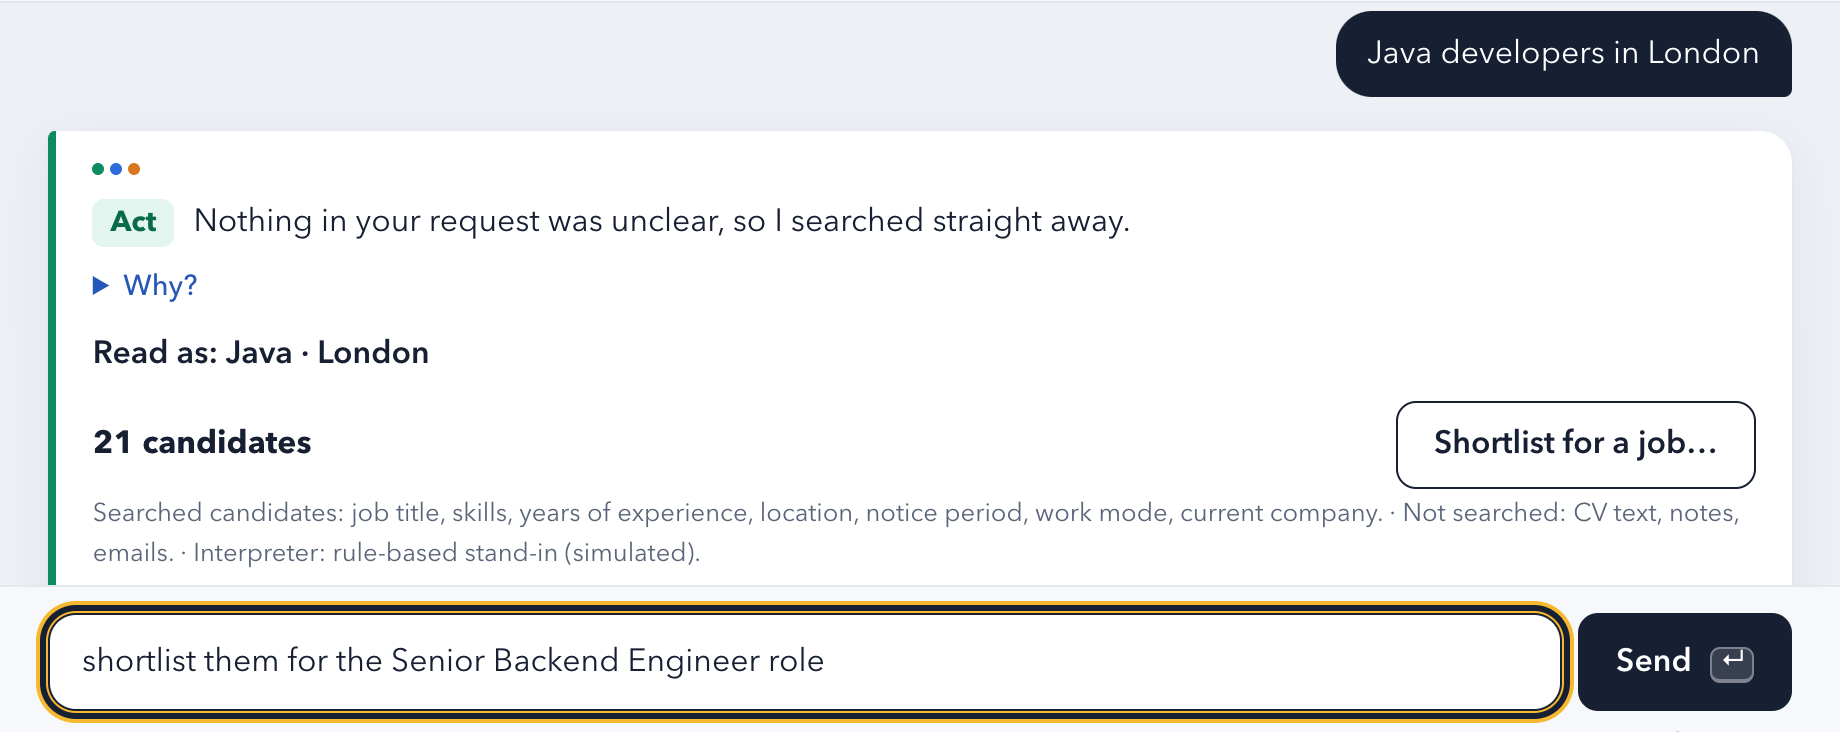 Java developers in London
Act Nothing in your request was unclear, so I searched straight away.
Why?
Read as: Java · London
21 candidates
Shortlist for a job...
Searched candidates: job title, skills, years of experience, location, notice period, work mode, current company. · Not searched: CV text, notes,
emails. · Interpreter: rule-based stand-in (simulated).
shortlist them for the Senior Backend Engineer role
Send